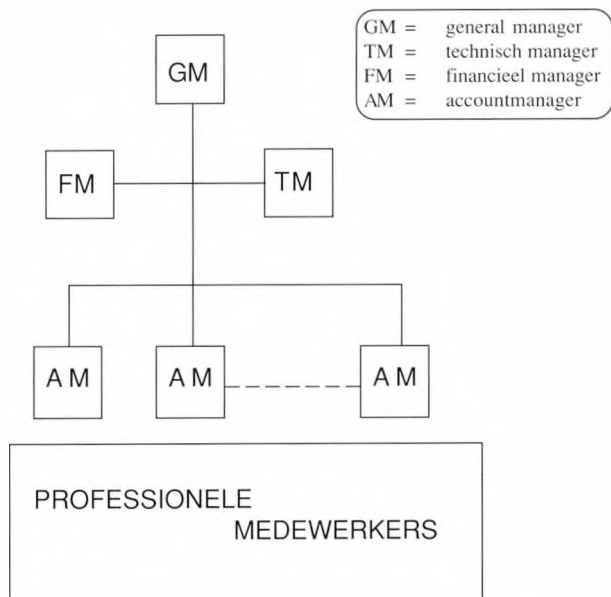 GM = general manager
TM = technisch manager
FM = financieel manager
AM = accountmanager
GM
FM
TM
AM
AM
AM
PROFESSIONELE
MEDEWERKERS